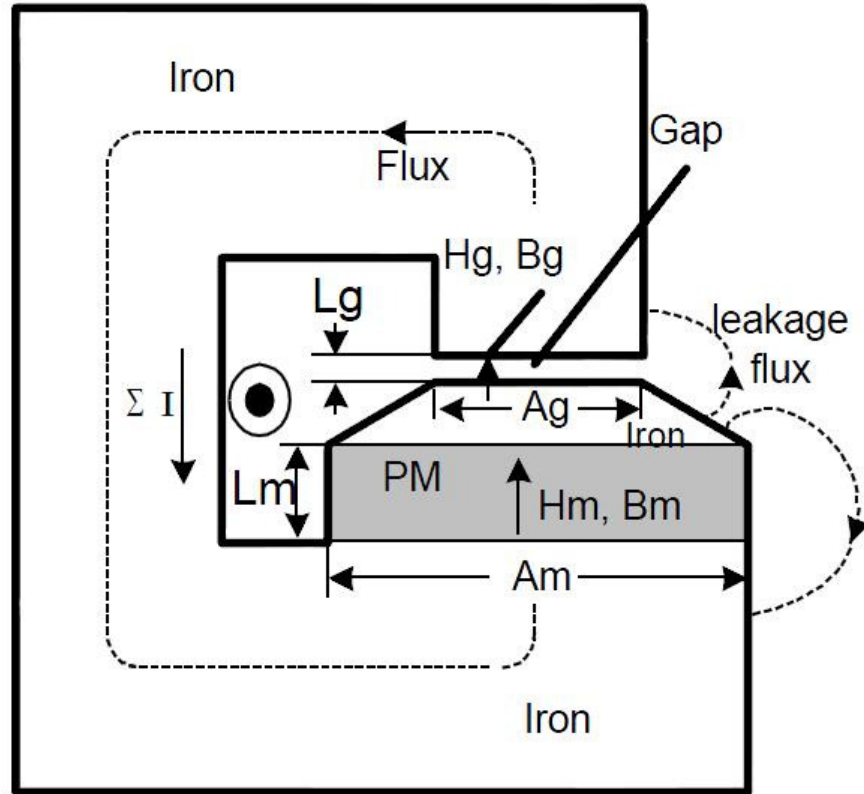 Iron
Flux
Gap
Hg, Bg
Lg
leakage
flux
Σ I
Ag
Iron
Lm
PM
Hm, Bm
Am
Iron